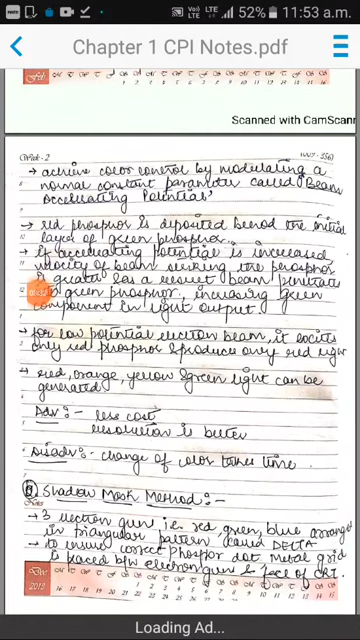 Vo) LTE LTE 52% 11:53 a.m.
Chapter 1 CPI Notes.pdf
Scanned with CamScann
→ achieve color control by modulating a
normal constant parameter called 'Beam
Accelerating Potential'
→ red phosphor is deposited the initial
layer of green phosphor.
→ if accelerating potential is increased
velocity of beam striking the phosphor
is greater as a result beam
green phosphor, increasing green
component in light output
→ for low potential electron beam, it excites
only red phosphor & produces only red light
→ red, orange, yellow & green light can be
generated
Adv:- less cost
resolution is better
Disadv:- change of color takes time
Shadow Mask Method:-
→ 3 electron gun i.e. red, green, blue arranged
in triangular pattern called DELTA
→ to ensure correct phosphor dot metal grid
is placed b/w electron gun & face of CRT.
Dec
2013
Loading Ad...